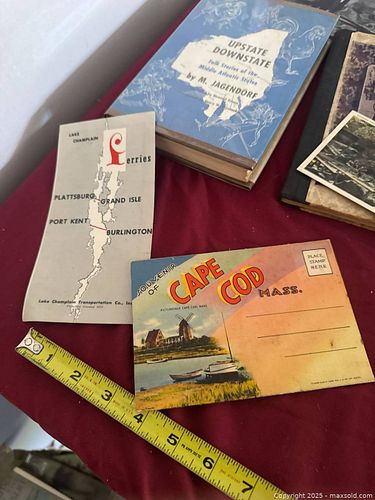 UPSTATE
DOWNSTATE
Folk Stories of the
Middle Atlantic States
by M. JAGENDORF
LAKE
CHAMPLAIN
Ferries
PLATTSBURG
GRAND ISLE
PORT KENT
BURLINGTON
Lake Champlain Transportation Co., Inc.
SOUVENIR
OF
CAPE
COD
MASS.
PLACE
STAMP
HERE
1 2 3 4 5 6 7
Copyright 2025 - maxsold.com